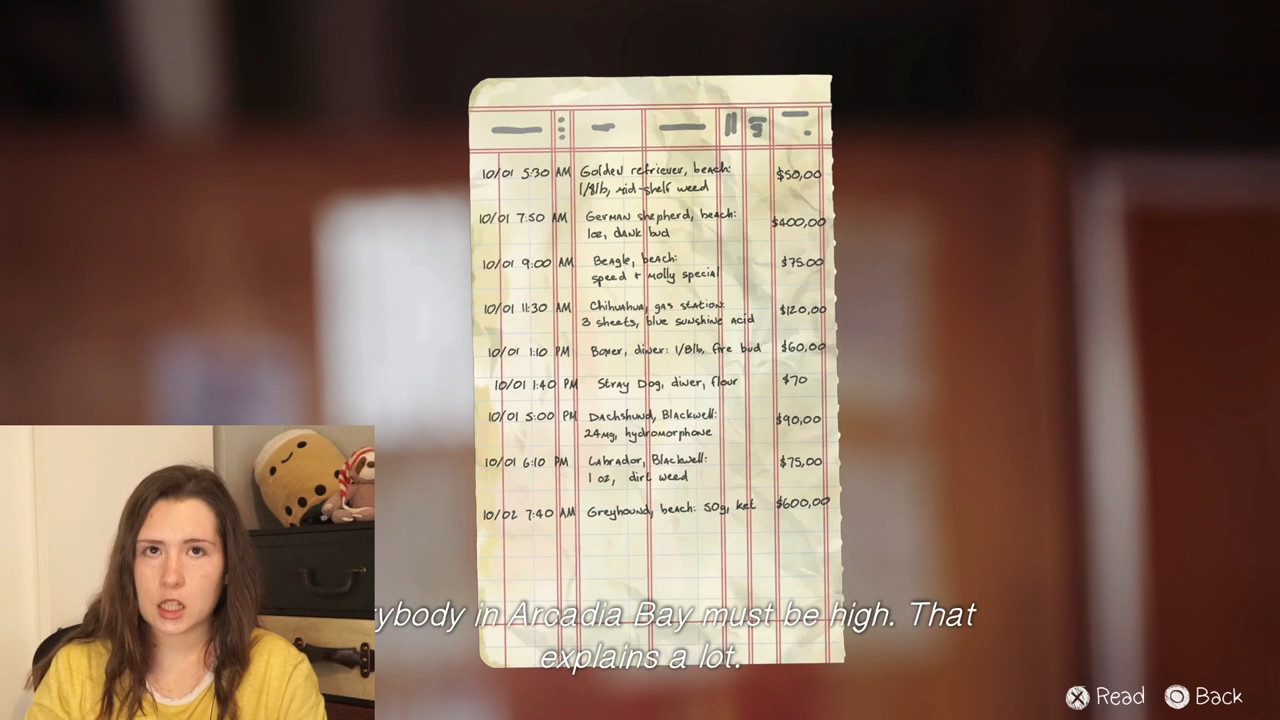 10/01 5:30 AM Golden retriever, beach: $50,00
1/8lb, mid-shelf weed
10/01 7:50 AM German shepherd, beach: $400,00
1oz, dank bud
10/01 9:00 AM Beagle, beach: $75.00
speed + molly special
10/01 11:30 AM Chihuahua, gas station: $120,00
3 sheets, blue sunshine acid
10/01 1:10 PM Boxer, diner: 1/8lb, fire bud $60,00
10/01 1:40 PM Stray Dog, diner, flour $70
10/01 5:00 PM Dachshund, Blackwell: $90,00
24mg, hydromorphone
10/01 6:10 PM Labrador, Blackwell: $75,00
1 oz, dirt weed
10/02 7:40 AM Greyhound, beach: 50g, ket $600,00
rybody in Arcadia Bay must be high. That
explains a lot.
Read Back